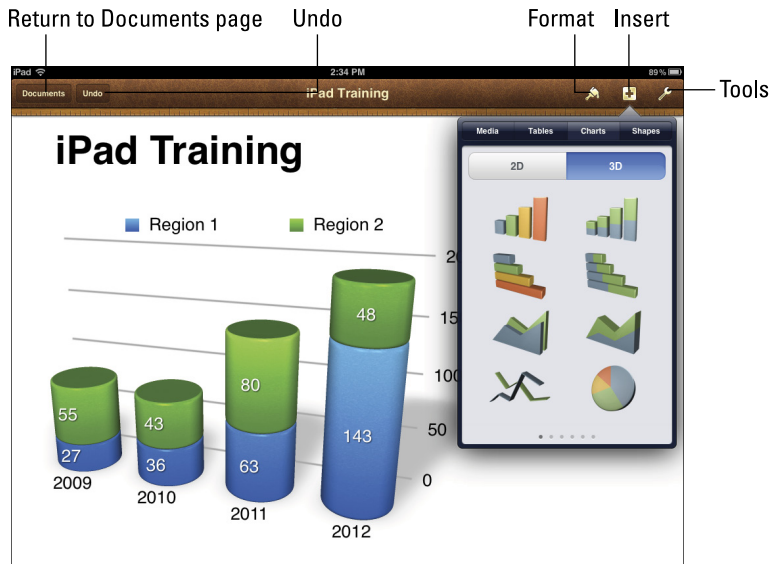 Return to Documents page Undo Format Insert
iPad 2:34 PM 89%
Documents Undo iPad Training
Tools
Media Tables Charts Shapes
iPad Training
2D 3D
Region 1 Region 2
48
15
80
100
55
43
143
50
27
36
63
0
2009
2010
2011
2012